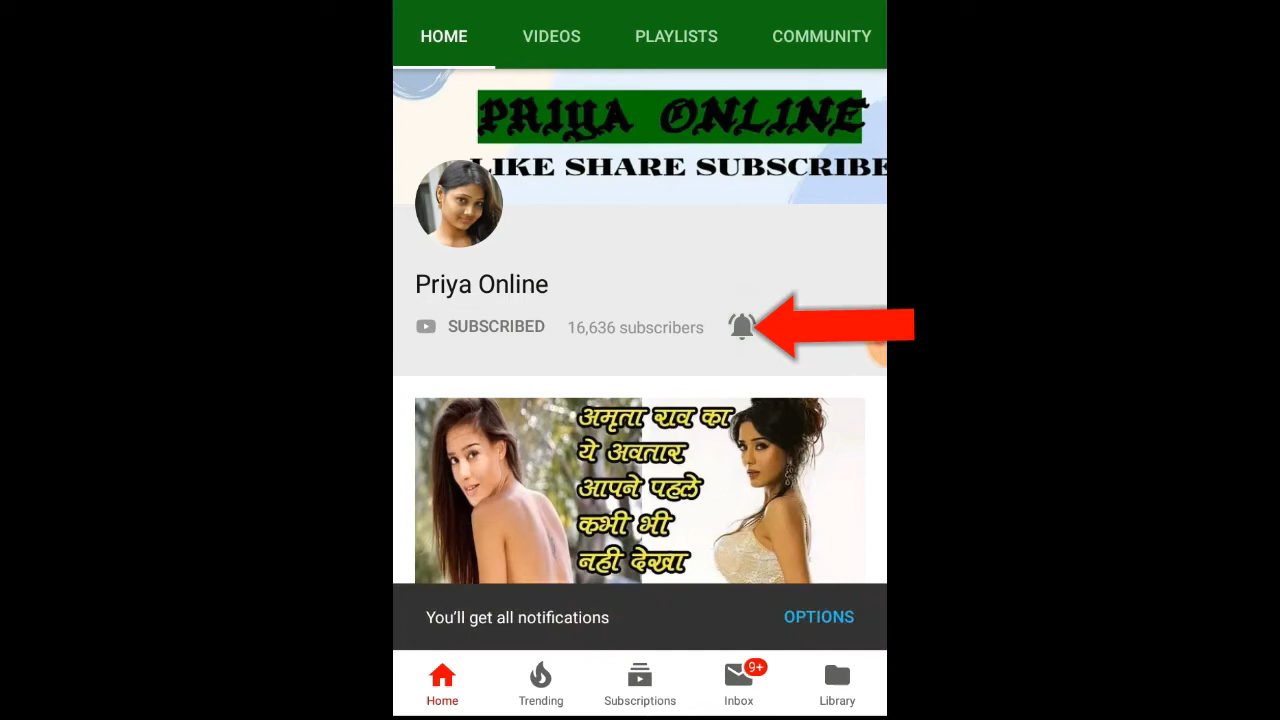 HOME VIDEOS PLAYLISTS COMMUNITY
PRIYA ONLINE
LIKE SHARE SUBSCRIBE
Priya Online
SUBSCRIBED 16,636 subscribers
अमृता राव का
ये अवतार
आपने पहले
कभी भी
नही देखा
You'll get all notifications OPTIONS
9+
Home Trending Subscriptions Inbox Library